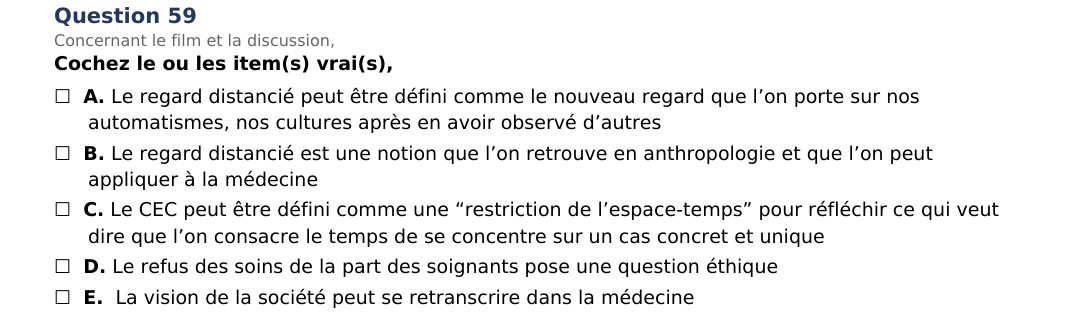 Question 59
Concernant le film et la discussion,
Cochez le ou les item(s) vrai(s),
☐ A. Le regard distancié peut être défini comme le nouveau regard que l’on porte sur nos
automatismes, nos cultures après en avoir observé d’autres
☐ B. Le regard distancié est une notion que l’on retrouve en anthropologie et que l’on peut
appliquer à la médecine
☐ C. Le CEC peut être défini comme une “restriction de l’espace-temps” pour réfléchir ce qui veut
dire que l’on consacre le temps de se concentre sur un cas concret et unique
☐ D. Le refus des soins de la part des soignants pose une question éthique
☐ E. La vision de la société peut se retranscrire dans la médecine